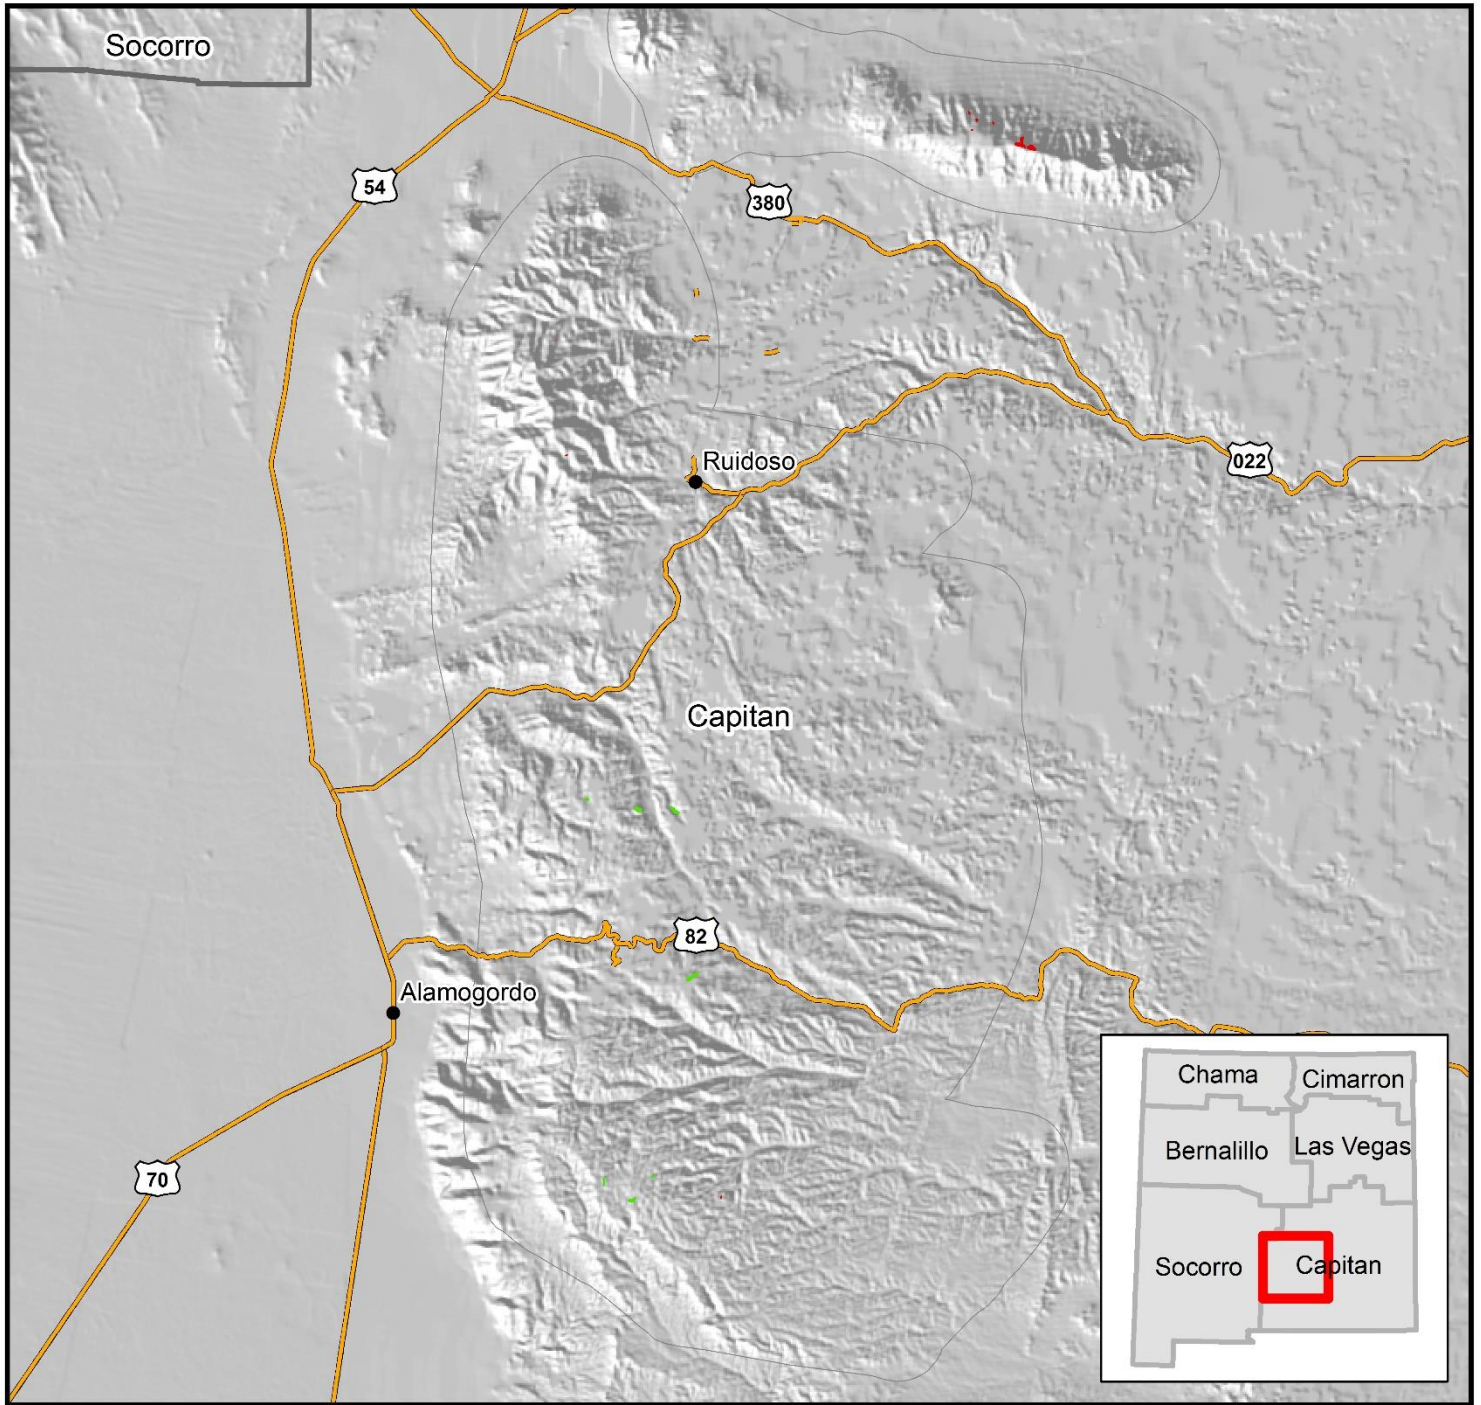 Socorro
54
380
Ruidoso
022
Capitan
82
Alamogordo
70
Chama
Cimarron
Bernalillo
Las Vegas
Socorro
Capitan